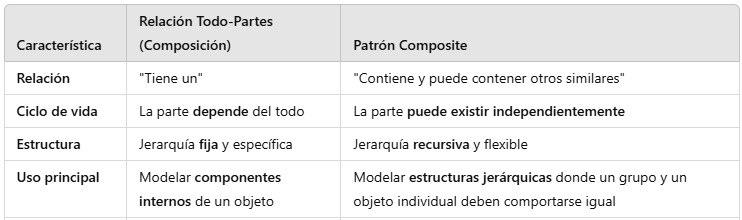 Característica
Relación Todo-Partes
(Composición)
Patrón Composite
Relación
"Tiene un"
"Contiene y puede contener otros similares"
Ciclo de vida
La parte depende del todo
La parte puede existir independientemente
Estructura
Jerarquía fija y específica
Jerarquía recursiva y flexible
Uso principal
Modelar componentes
internos de un objeto
Modelar estructuras jerárquicas donde un grupo y un
objeto individual deben comportarse igual